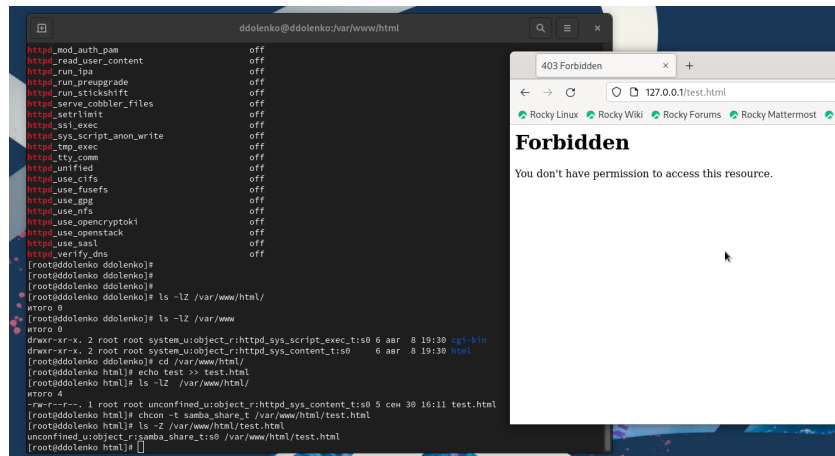 ddolenko@ddolenko:/var/www/html
httpd_mod_auth_pam off
httpd_read_user_content off
httpd_run_ipa off
httpd_run_preupgrade off
httpd_run_stickshift off
httpd_serve_cobbler_files off
httpd_setrlimit off
httpd_ssi_exec off
httpd_sys_script_anon_write off
httpd_tmp_exec off
httpd_tty_comm off
httpd_unified off
httpd_use_cifs off
httpd_use_fusefs off
httpd_use_gpg off
httpd_use_nfs off
httpd_use_opencryptoki off
httpd_use_openstack off
httpd_use_sasl off
httpd_verify_dns off
[root@ddolenko ddolenko]#
[root@ddolenko ddolenko]#
[root@ddolenko ddolenko]#
[root@ddolenko ddolenko]# ls -lZ /var/www/html/
итого 0
[root@ddolenko ddolenko]# ls -lZ /var/www
итого 0
drwxr-xr-x. 2 root root system_u:object_r:httpd_sys_script_exec_t:s0 6 авг 8 19:30 cgi-bin
drwxr-xr-x. 2 root root system_u:object_r:httpd_sys_content_t:s0 6 авг 8 19:30 html
[root@ddolenko ddolenko]# cd /var/www/html/
[root@ddolenko html]# echo test >> test.html
[root@ddolenko html]# ls -lZ /var/www/html/
итого 4
-rw-r--r--. 1 root root unconfined_u:object_r:httpd_sys_content_t:s0 5 сен 30 16:11 test.html
[root@ddolenko html]# chcon -t samba_share_t /var/www/html/test.html
[root@ddolenko html]# ls -Z /var/www/html/test.html
unconfined_u:object_r:samba_share_t:s0 /var/www/html/test.html
[root@ddolenko html]#
403 Forbidden
127.0.0.1/test.html
Rocky Linux Rocky Wiki Rocky Forums Rocky Mattermost
Forbidden
You don't have permission to access this resource.